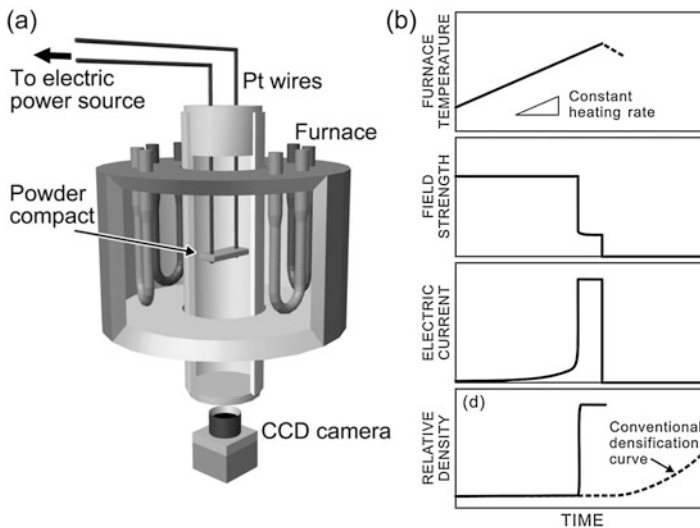 (a)
To electric
power source
Pt wires
Furnace
Powder
compact
CCD camera
(b)
FURNACE
TEMPERATURE
Constant
heating rate
FIELD
STRENGTH
ELECTRIC
CURRENT
RELATIVE
DENSITY
(d)
Conventional
densification
curve
TIME